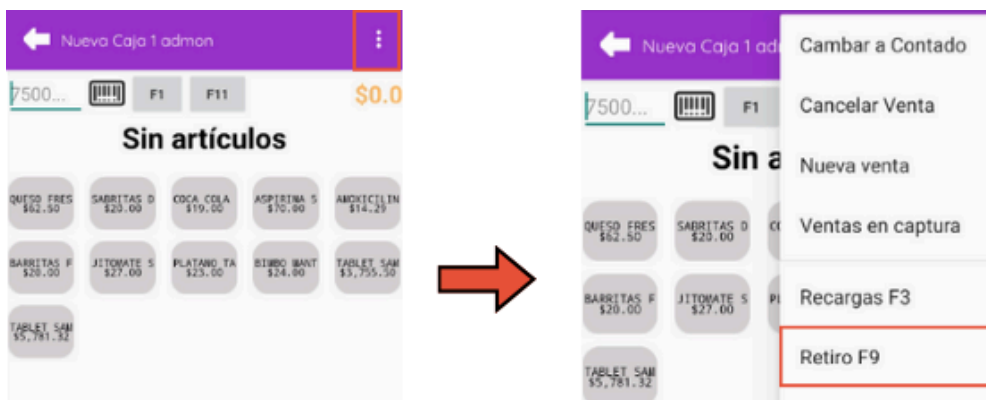 Nueva Caja 1 admon
7500... F1 F11 $0.0
Sin artículos
QUESO FRES SABRITAS D COCA COLA ASPIRINA S AMOXICILIN
$62.50 $20.00 $19.00 $70.00 $14.29
BARRITAS F JITOMATE S PLATANO TA BIMBO MANT TABLET SAM
$20.00 $27.00 $23.00 $24.00 $3,755.50
TABLET SAM
$5,781.32
Nueva Caja 1 adm
7500... F1
Sin a
QUESO FRES SABRITAS D CO
$62.50 $20.00
BARRITAS F JITOMATE S PL
$20.00 $27.00
TABLET SAM
$5,781.32
Cambar a Contado
Cancelar Venta
Nueva venta
Ventas en captura
Recargas F3
Retiro F9